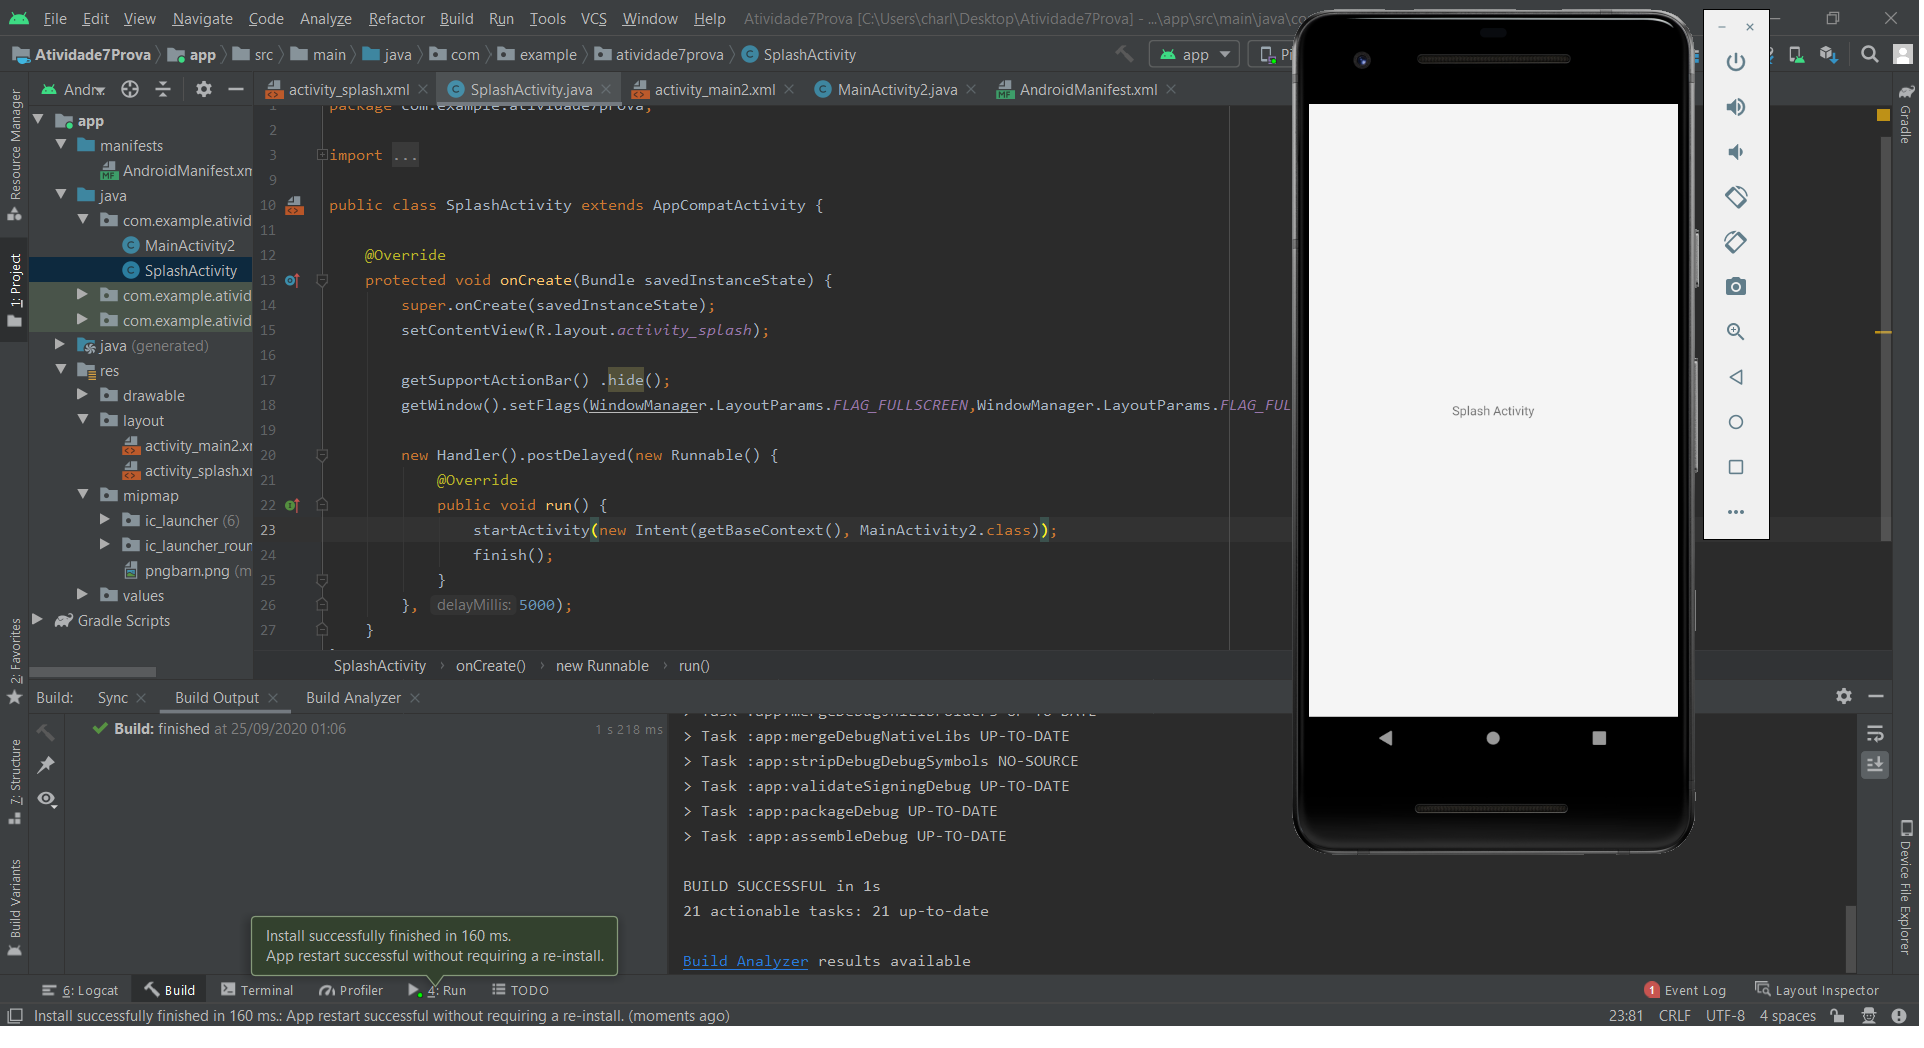 File Edit View Navigate Code Analyze Refactor Build Run Tools VCS Window Help Atividade7Prova [C:\Users\charl\Desktop\Atividade7Prova] - ...\app\src\main\java\co
Atividade7Prova app src main java com example atividade7prova SplashActivity app
Andr
activity_splash.xml SplashActivity.java activity_main2.xml MainActivity2.java AndroidManifest.xml
Resource Manager
1: Project
2: Favorites
7: Structure
Build Variants
app
manifests
AndroidManifest.xm
java
com.example.ativid
MainActivity2
SplashActivity
com.example.ativid
com.example.ativid
java (generated)
res
drawable
layout
activity_main2.x
activity_splash.x
mipmap
ic_launcher (6)
ic_launcher_rour
pngbarn.png (m
values
Gradle Scripts
1 package com.example.atividade7prova;
2
3 import ...
9
10 public class SplashActivity extends AppCompatActivity {
11
12 @Override
13 protected void onCreate(Bundle savedInstanceState) {
14 super.onCreate(savedInstanceState);
15 setContentView(R.layout.activity_splash);
16
17 getSupportActionBar() .hide();
18 getWindow().setFlags(WindowManager.LayoutParams.FLAG_FULLSCREEN,WindowManager.LayoutParams.FLAG_FUL
19
20 new Handler().postDelayed(new Runnable() {
21 @Override
22 public void run() {
23 startActivity(new Intent(getBaseContext(), MainActivity2.class));
24 finish();
25 }
26 }, delayMillis: 5000);
27 }
SplashActivity onCreate() new Runnable run()
Splash Activity
Gradle
Device File Explorer
Build: Sync Build Output Build Analyzer
Build: finished at 25/09/2020 01:06 1 s 218 ms
> Task :app:mergeDebugJniLibFolders UP-TO-DATE
> Task :app:mergeDebugNativeLibs UP-TO-DATE
> Task :app:stripDebugDebugSymbols NO-SOURCE
> Task :app:validateSigningDebug UP-TO-DATE
> Task :app:packageDebug UP-TO-DATE
> Task :app:assembleDebug UP-TO-DATE
BUILD SUCCESSFUL in 1s
21 actionable tasks: 21 up-to-date
Build Analyzer results available
Install successfully finished in 160 ms.
App restart successful without requiring a re-install.
6: Logcat Build Terminal Profiler 4: Run TODO 1 Event Log Layout Inspector
Install successfully finished in 160 ms.: App restart successful without requiring a re-install. (moments ago) 23:81 CRLF UTF-8 4 spaces